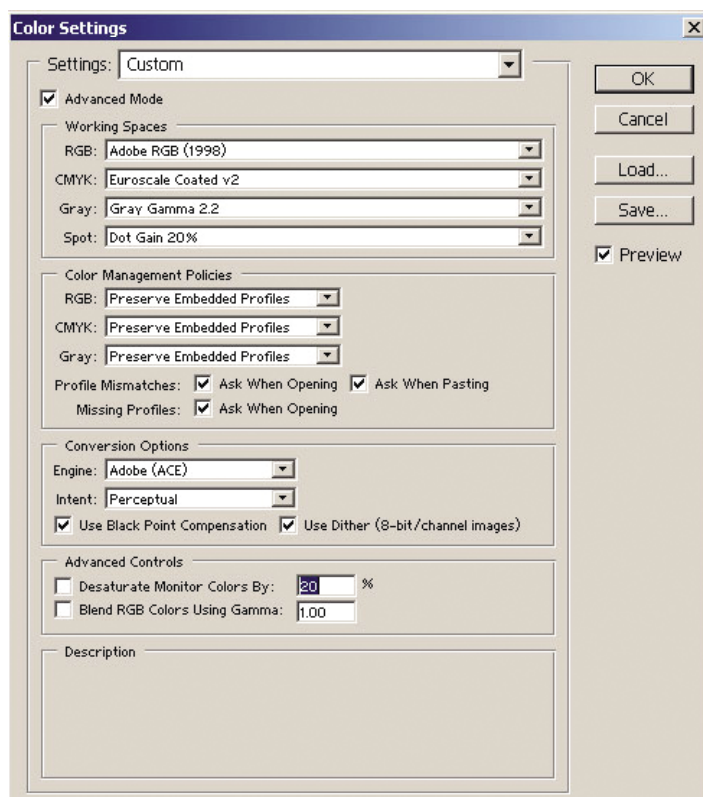 Color Settings
Settings: Custom
OK
Advanced Mode
Cancel
Working Spaces
RGB: Adobe RGB (1998)
CMYK: Euroscale Coated v2
Load...
Gray: Gray Gamma 2.2
Save...
Spot: Dot Gain 20%
Preview
Color Management Policies
RGB: Preserve Embedded Profiles
CMYK: Preserve Embedded Profiles
Gray: Preserve Embedded Profiles
Profile Mismatches: Ask When Opening Ask When Pasting
Missing Profiles: Ask When Opening
Conversion Options
Engine: Adobe (ACE)
Intent: Perceptual
Use Black Point Compensation Use Dither (8-bit/channel images)
Advanced Controls
Desaturate Monitor Colors By: 20 %
Blend RGB Colors Using Gamma: 1.00
Description